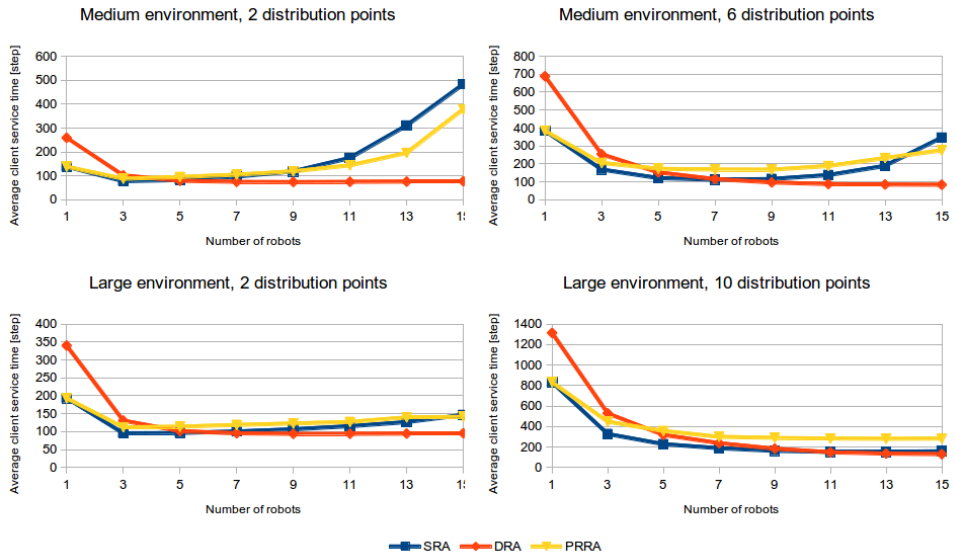 Medium environment, 2 distribution points
Average client service time [step]
600
500
400
300
200
100
0
1 3 5 7 9 11 13 15
Number of robots
Medium environment, 6 distribution points
Average client service time [step]
800
700
600
500
400
300
200
100
0
1 3 5 7 9 11 13 15
Number of robots
Large environment, 2 distribution points
Average client service time [step]
400
350
300
250
200
150
100
50
0
1 3 5 7 9 11 13 15
Number of robots
Large environment, 10 distribution points
Average client service time [step]
1400
1200
1000
800
600
400
200
0
1 3 5 7 9 11 13 15
Number of robots
SRA DRA PRRA